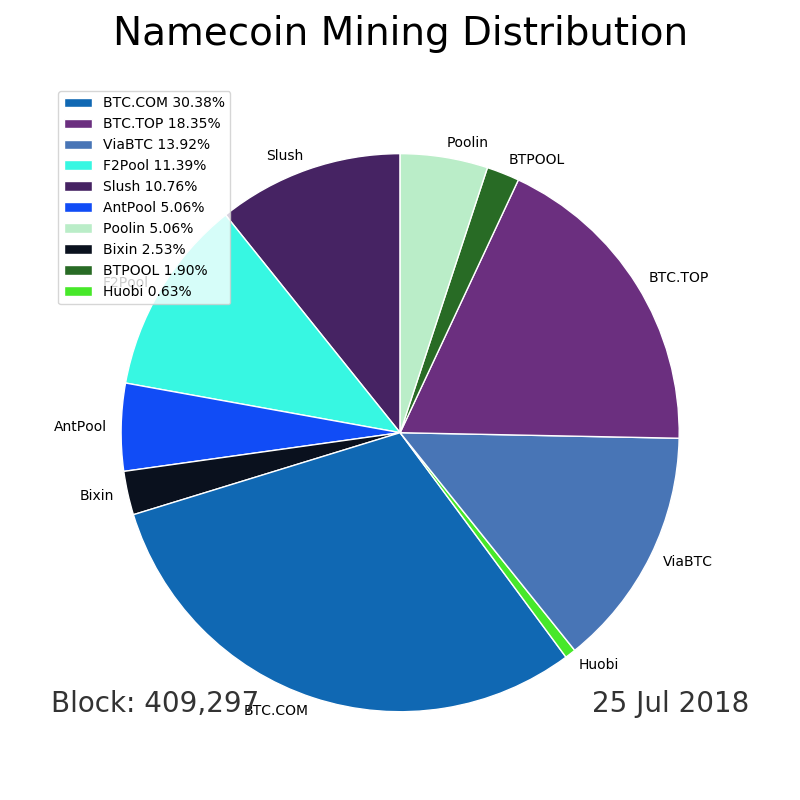 Namecoin Mining Distribution
BTC.COM 30.38%
BTC.TOP 18.35%
ViaBTC 13.92%
F2Pool 11.39%
Slush 10.76%
AntPool 5.06%
Poolin 5.06%
Bixin 2.53%
BTPOOL 1.90%
Huobi 0.63%
Poolin
BTPOOL
Slush
BTC.TOP
F2Pool
AntPool
Bixin
ViaBTC
Huobi
BTC.COM
Block: 409,297
25 Jul 2018